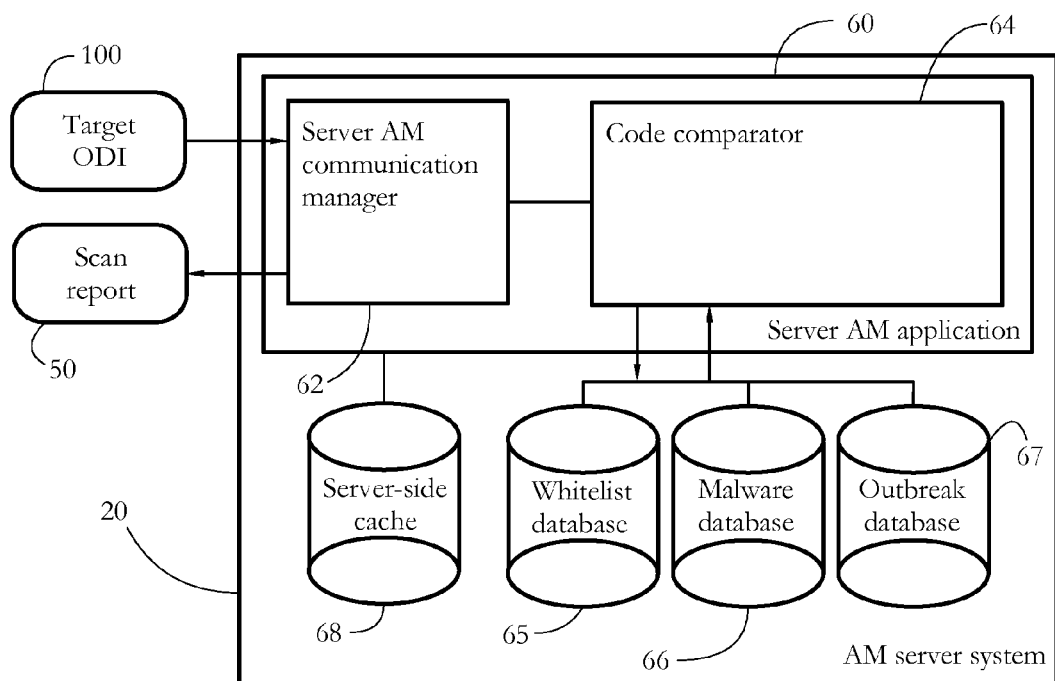 60
64
100
Target
ODI
Server AM
communication
manager
Code comparator
Scan
report
50
62
Server AM application
67
Server-side
cache
Whitelist
database
Malware
database
Outbreak
database
20
68
65
66
AM server system